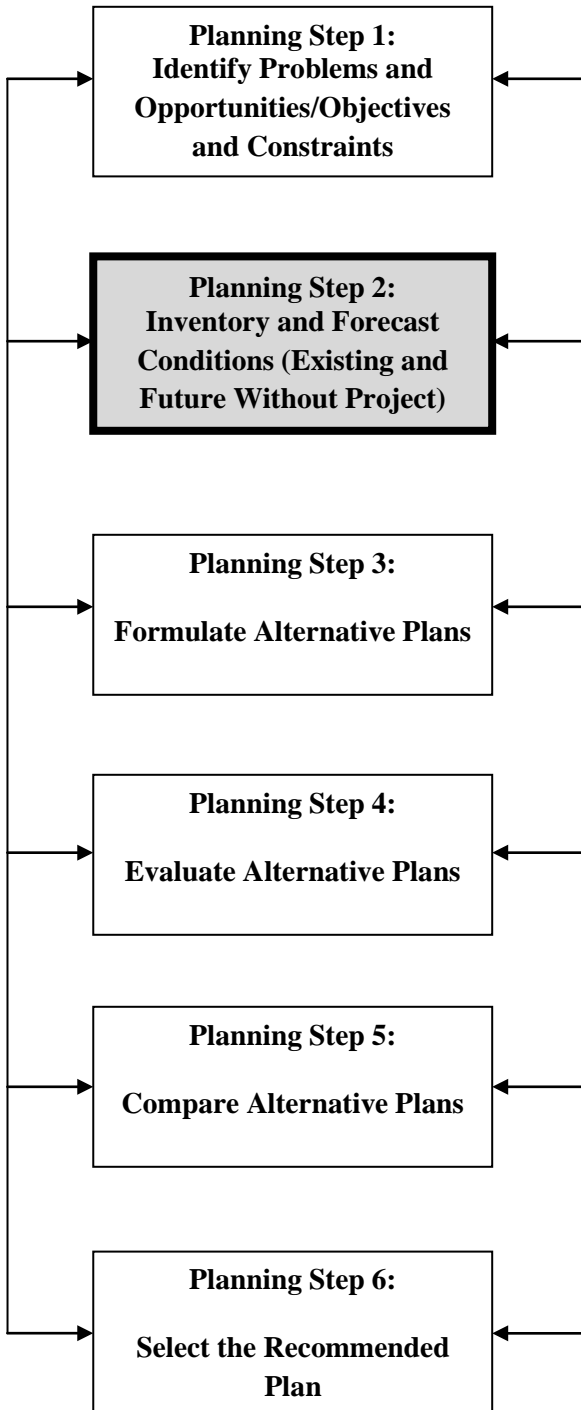 Planning Step 1:
Identify Problems and
Opportunities/Objectives
and Constraints
Planning Step 2:
Inventory and Forecast
Conditions (Existing and
Future Without Project)
Planning Step 3:
Formulate Alternative Plans
Planning Step 4:
Evaluate Alternative Plans
Planning Step 5:
Compare Alternative Plans
Planning Step 6:
Select the Recommended
Plan